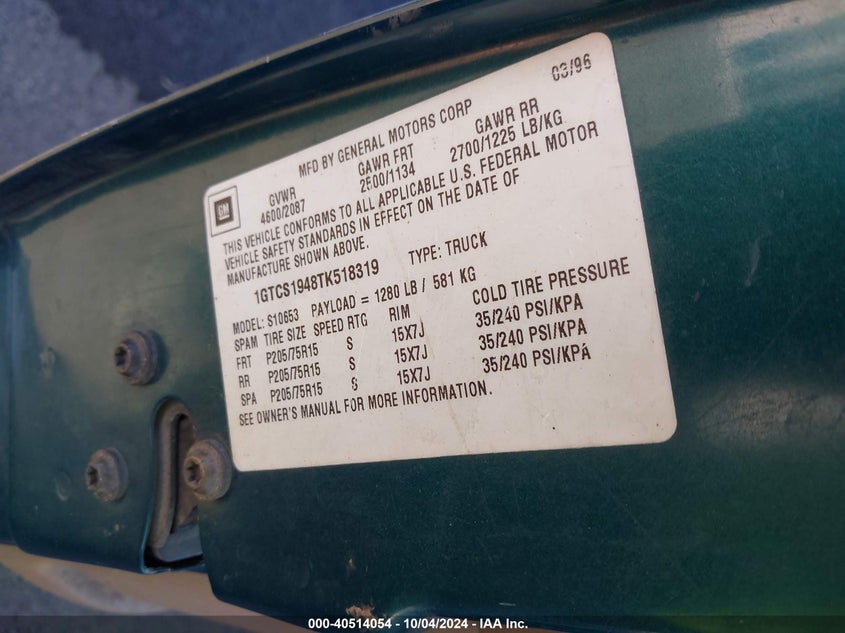 03/96
MFD BY GENERAL MOTORS CORP
GVWR GAWR FRT GAWR RR
4600/2087 2500/1134 2700/1225 LB/KG
GM
THIS VEHICLE CONFORMS TO ALL APPLICABLE U.S. FEDERAL MOTOR
VEHICLE SAFETY STANDARDS IN EFFECT ON THE DATE OF
MANUFACTURE SHOWN ABOVE.
1GTCS1948TK518319 TYPE: TRUCK
MODEL: S10653 PAYLOAD = 1280 LB / 581 KG
SPAM TIRE SIZE SPEED RTG RIM COLD TIRE PRESSURE
FRT P205/75R15 S 15X7J 35/240 PSI/KPA
RR P205/75R15 S 15X7J 35/240 PSI/KPA
SPA P205/75R15 S 15X7J 35/240 PSI/KPA
SEE OWNER'S MANUAL FOR MORE INFORMATION.
000-40514054 - 10/04/2024 - IAA Inc.